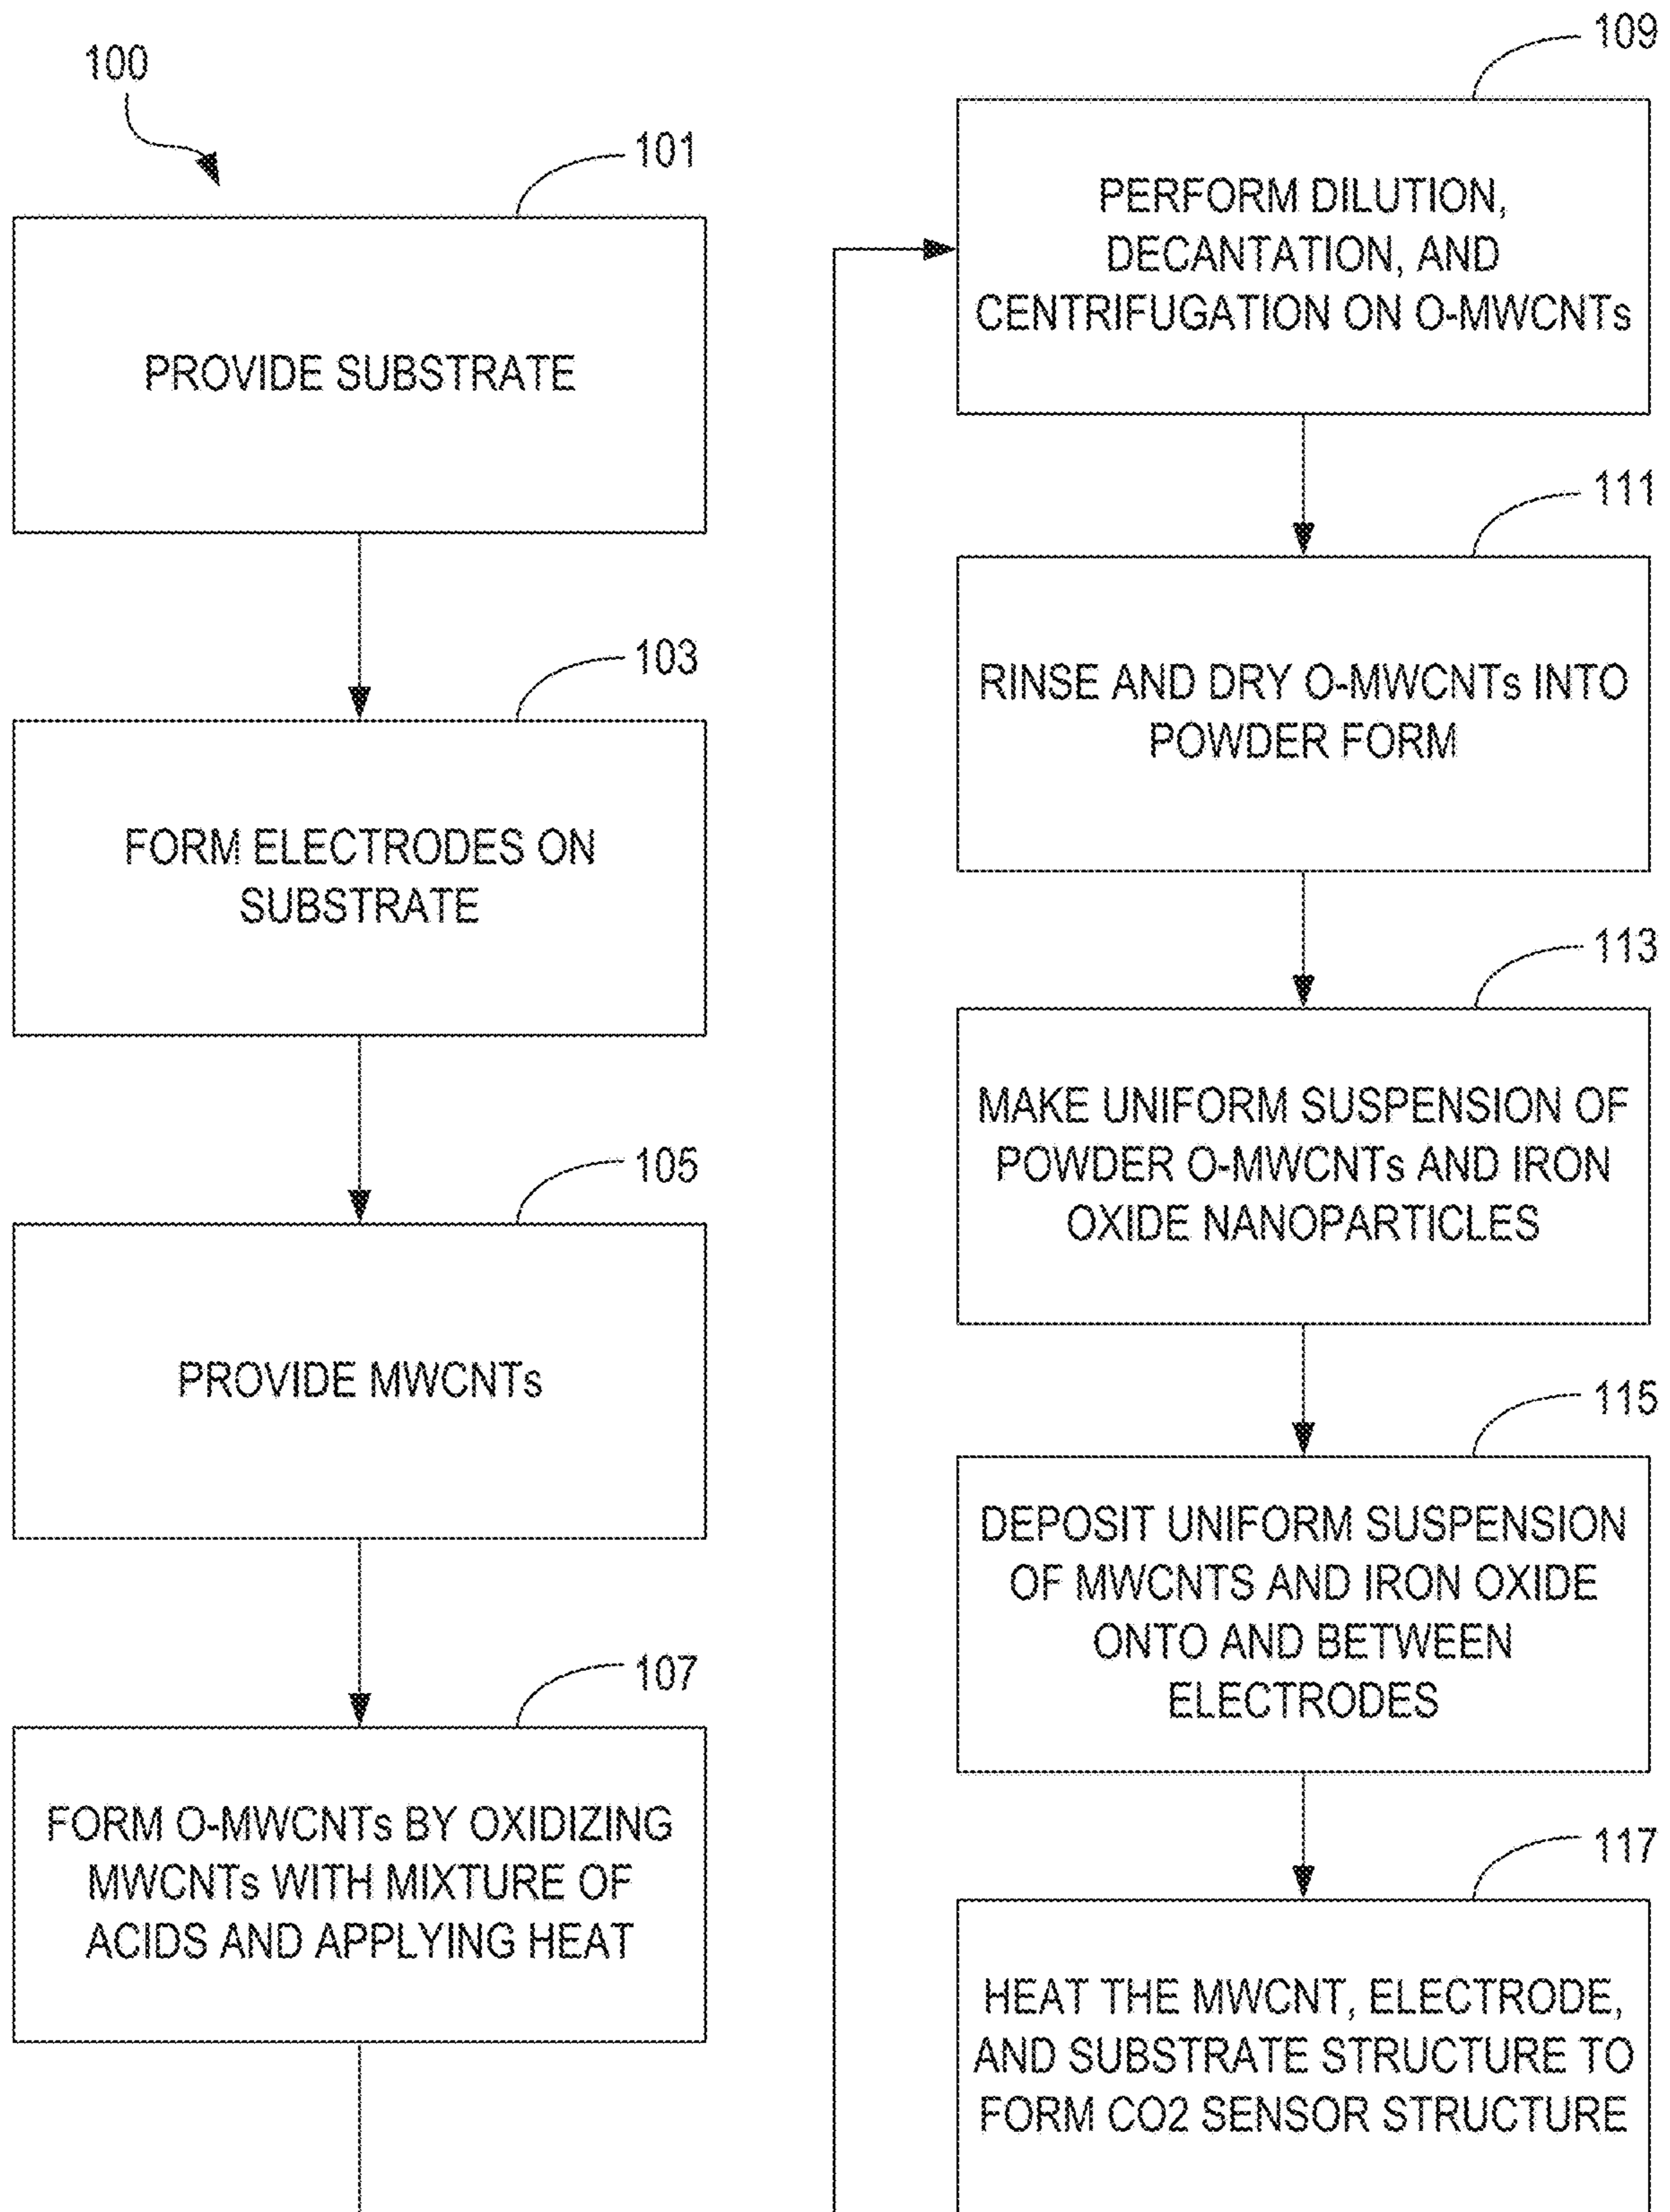 100
101
PROVIDE SUBSTRATE
103
FORM ELECTRODES ON
SUBSTRATE
105
PROVIDE MWCNTs
107
FORM O-MWCNTs BY OXIDIZING
MWCNTs WITH MIXTURE OF
ACIDS AND APPLYING HEAT
109
PERFORM DILUTION,
DECANTATION, AND
CENTRIFUGATION ON O-MWCNTs
111
RINSE AND DRY O-MWCNTs INTO
POWDER FORM
113
MAKE UNIFORM SUSPENSION OF
POWDER O-MWCNTs AND IRON
OXIDE NANOPARTICLES
115
DEPOSIT UNIFORM SUSPENSION
OF MWCNTS AND IRON OXIDE
ONTO AND BETWEEN
ELECTRODES
117
HEAT THE MWCNT, ELECTRODE,
AND SUBSTRATE STRUCTURE TO
FORM CO2 SENSOR STRUCTURE